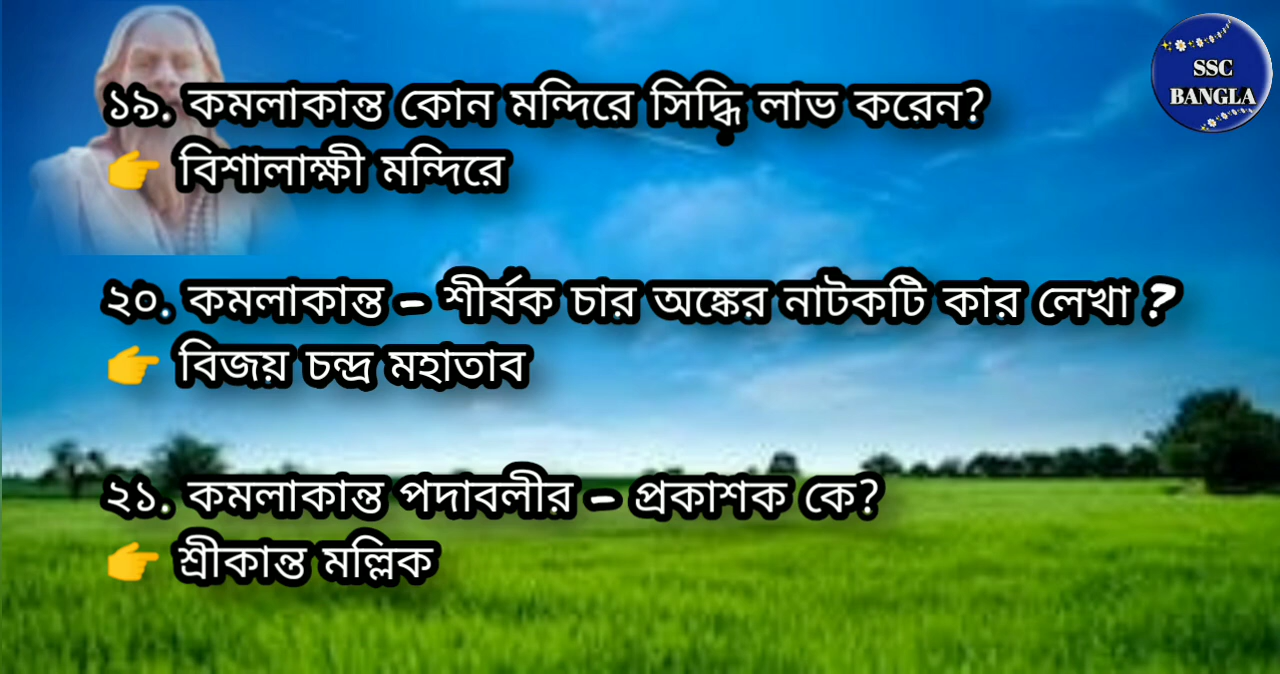 SSC
BANGLA
১৯. কমলাকান্ত কোন মন্দিরে সিদ্ধি লাভ করেন?
👉 বিশালাক্ষী মন্দিরে
২০. কমলাকান্ত – শীর্ষক চার অঙ্কের নাটকটি কার লেখা ?
👉 বিজয় চন্দ্র মহাতাব
২১. কমলাকান্ত পদাবলীর – প্রকাশক কে?
👉 শ্রীকান্ত মল্লিক